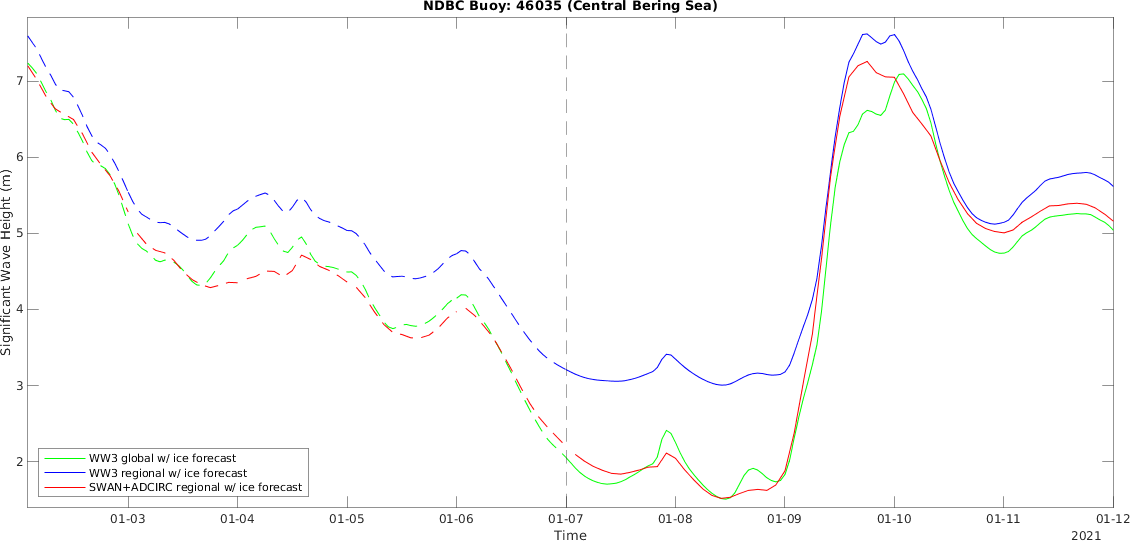 NDBC Buoy: 46035 (Central Bering Sea)
Significant Wave Height (m)
7
6
5
4
3
2
WW3 global w/ ice forecast
WW3 regional w/ ice forecast
SWAN+ADCIRC regional w/ ice forecast
01-03 01-04 01-05 01-06 01-07 01-08 01-09 01-10 01-11 01-12
Time
2021